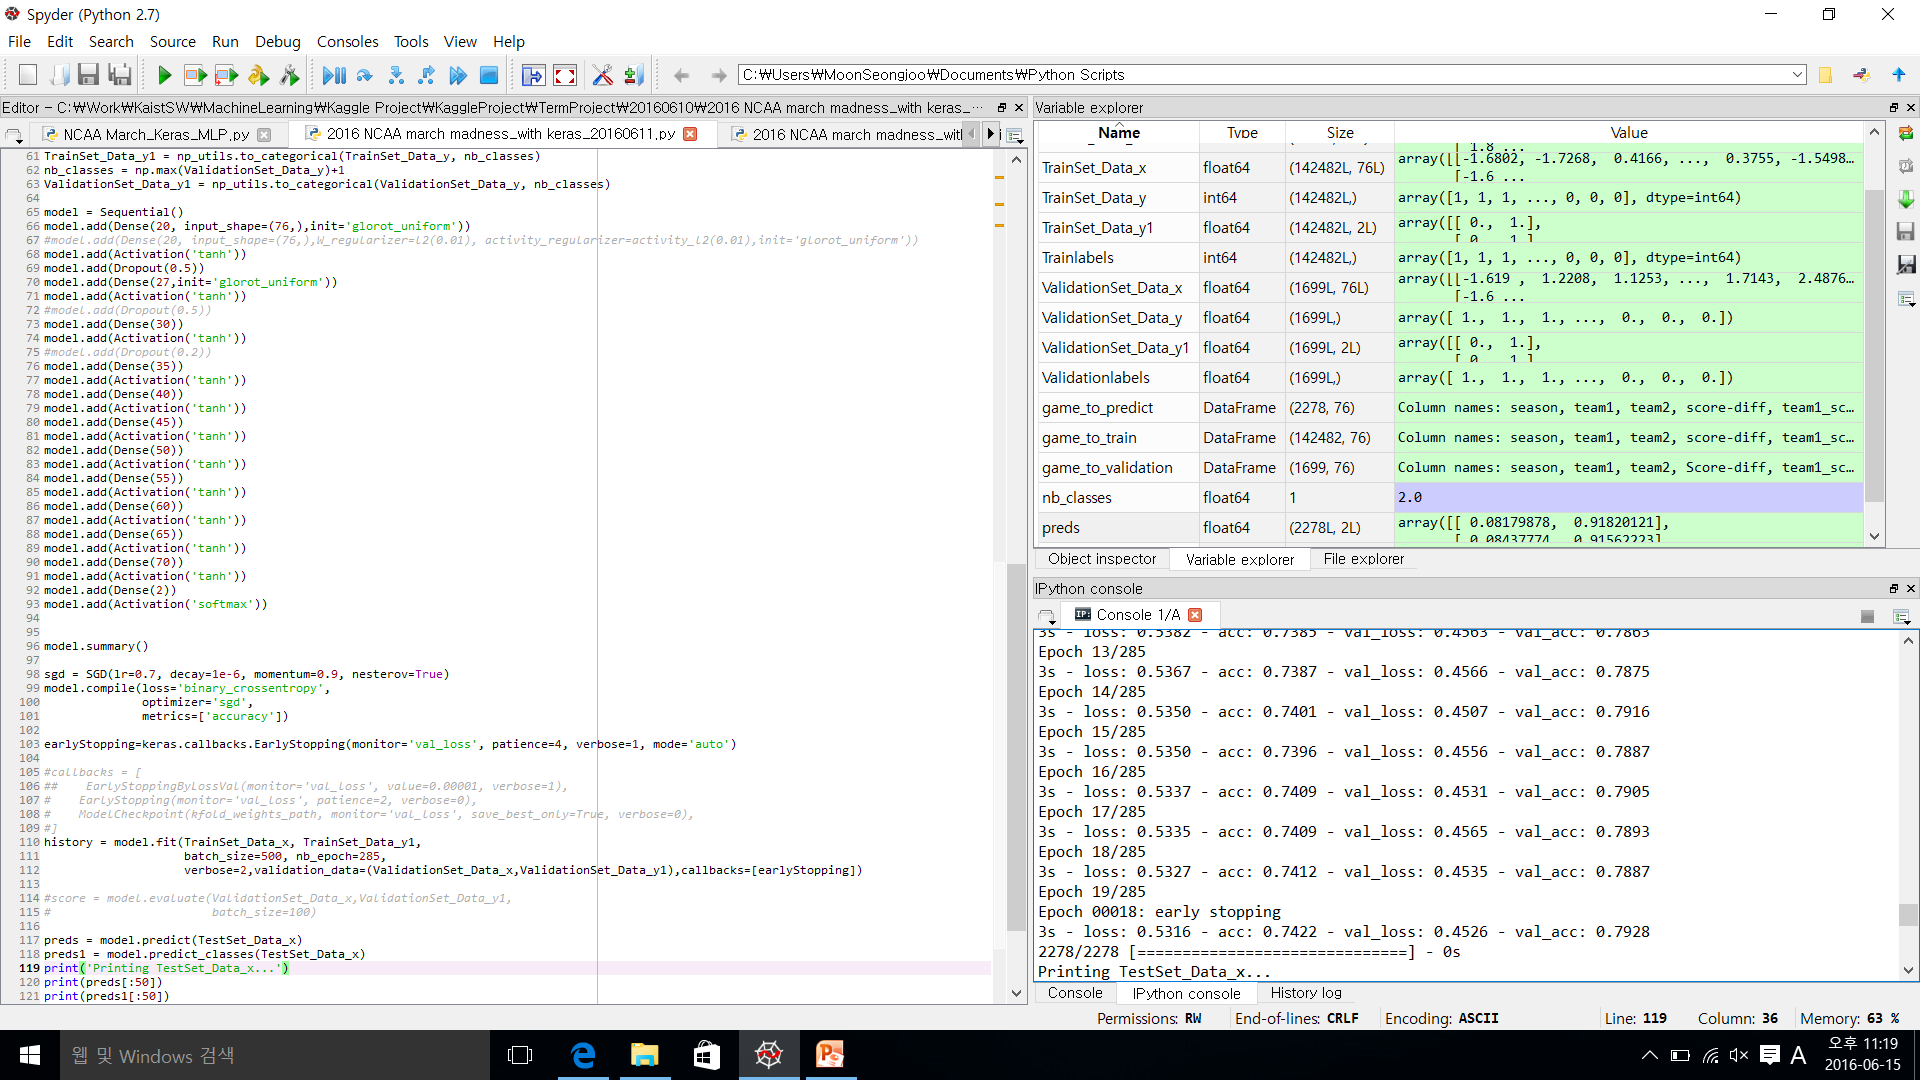 Spyder (Python 2.7)
File Edit Search Source Run Debug Consoles Tools View Help
C:₩Users₩MoonSeongjoo₩Documents₩Python Scripts
Editor - C:₩Work₩KaistSW₩MachineLearning₩Kaggle Project₩KaggleProject₩TermProject₩20160610₩2016 NCAA march madness_with keras_...
NCAA March_Keras_MLP.py
2016 NCAA march madness_with keras_20160611.py
2016 NCAA march madness_wit
61 TrainSet_Data_y1 = np_utils.to_categorical(TrainSet_Data_y, nb_classes)
62 nb_classes = np.max(ValidationSet_Data_y)+1
63 ValidationSet_Data_y1 = np_utils.to_categorical(ValidationSet_Data_y, nb_classes)
64
65 model = Sequential()
66 model.add(Dense(20, input_shape=(76,),init='glorot_uniform'))
67 #model.add(Dense(20, input_shape=(76,),W_regularizer=l2(0.01), activity_regularizer=activity_l2(0.01),init='glorot_uniform'))
68 model.add(Activation('tanh'))
69 model.add(Dropout(0.5))
70 model.add(Dense(27,init='glorot_uniform'))
71 model.add(Activation('tanh'))
72 #model.add(Dropout(0.5))
73 model.add(Dense(30))
74 model.add(Activation('tanh'))
75 #model.add(Dropout(0.2))
76 model.add(Dense(35))
77 model.add(Activation('tanh'))
78 model.add(Dense(40))
79 model.add(Activation('tanh'))
80 model.add(Dense(45))
81 model.add(Activation('tanh'))
82 model.add(Dense(50))
83 model.add(Activation('tanh'))
84 model.add(Dense(55))
85 model.add(Activation('tanh'))
86 model.add(Dense(60))
87 model.add(Activation('tanh'))
88 model.add(Dense(65))
89 model.add(Activation('tanh'))
90 model.add(Dense(70))
91 model.add(Activation('tanh'))
92 model.add(Dense(2))
93 model.add(Activation('softmax'))
94
95
96 model.summary()
97
98 sgd = SGD(lr=0.7, decay=1e-6, momentum=0.9, nesterov=True)
99 model.compile(loss='binary_crossentropy',
100 optimizer='sgd',
101 metrics=['accuracy'])
102
103 earlyStopping=keras.callbacks.EarlyStopping(monitor='val_loss', patience=4, verbose=1, mode='auto')
104
105 #callbacks = [
106 ## EarlyStoppingByLossVal(monitor='val_loss', value=0.00001, verbose=1),
107 # EarlyStopping(monitor='val_loss', patience=2, verbose=0),
108 # ModelCheckpoint(kfold_weights_path, monitor='val_loss', save_best_only=True, verbose=0),
109 #]
110 history = model.fit(TrainSet_Data_x, TrainSet_Data_y1,
111 batch_size=500, nb_epoch=285,
112 verbose=2,validation_data=(ValidationSet_Data_x,ValidationSet_Data_y1),callbacks=[earlyStopping])
113
114 #score = model.evaluate(ValidationSet_Data_x,ValidationSet_Data_y1,
115 # batch_size=100)
116
117 preds = model.predict(TestSet_Data_x)
118 preds1 = model.predict_classes(TestSet_Data_x)
119 print('Printing TestSet_Data_x...')
120 print(preds[:50])
121 print(preds1[:50])
Variable explorer
Name Type Size Value
[ 1.8 ...
TrainSet_Data_x float64 (142482L, 76L) array([[-1.6802, -1.7268, 0.4166, ..., 0.3755, -1.5498...
[-1.6 ...
TrainSet_Data_y int64 (142482L,) array([1, 1, 1, ..., 0, 0, 0], dtype=int64)
TrainSet_Data_y1 float64 (142482L, 2L) array([[ 0., 1.],
[ 0., 1.]
Trainlabels int64 (142482L,) array([1, 1, 1, ..., 0, 0, 0], dtype=int64)
ValidationSet_Data_x float64 (1699L, 76L) array([[-1.619 , 1.2208, 1.1253, ..., 1.7143, 2.4876...
[-1.6 ...
ValidationSet_Data_y float64 (1699L,) array([ 1., 1., 1., ..., 0., 0., 0.])
ValidationSet_Data_y1 float64 (1699L, 2L) array([[ 0., 1.],
[ 0., 1.]
Validationlabels float64 (1699L,) array([ 1., 1., 1., ..., 0., 0., 0.])
game_to_predict DataFrame (2278, 76) Column names: season, team1, team2, score-diff, team1_sc...
game_to_train DataFrame (142482, 76) Column names: season, team1, team2, score-diff, team1_sc...
game_to_validation DataFrame (1699, 76) Column names: season, team1, team2, Score-diff, team1_sc...
nb_classes float64 1 2.0
preds float64 (2278L, 2L) array([[ 0.08179878, 0.91820121],
[ 0.08437774, 0.91562223]
Object inspector Variable explorer File explorer
IPython console
Console 1/A
3s - loss: 0.5382 - acc: 0.7385 - val_loss: 0.4563 - val_acc: 0.7863
Epoch 13/285
3s - loss: 0.5367 - acc: 0.7387 - val_loss: 0.4566 - val_acc: 0.7875
Epoch 14/285
3s - loss: 0.5350 - acc: 0.7401 - val_loss: 0.4507 - val_acc: 0.7916
Epoch 15/285
3s - loss: 0.5350 - acc: 0.7396 - val_loss: 0.4556 - val_acc: 0.7887
Epoch 16/285
3s - loss: 0.5337 - acc: 0.7409 - val_loss: 0.4531 - val_acc: 0.7905
Epoch 17/285
3s - loss: 0.5335 - acc: 0.7409 - val_loss: 0.4565 - val_acc: 0.7893
Epoch 18/285
3s - loss: 0.5327 - acc: 0.7412 - val_loss: 0.4535 - val_acc: 0.7887
Epoch 19/285
Epoch 00018: early stopping
3s - loss: 0.5316 - acc: 0.7422 - val_loss: 0.4526 - val_acc: 0.7928
2278/2278 [==============================] - 0s
Printing TestSet_Data_x...
Console IPython console History log
Permissions: RW End-of-lines: CRLF Encoding: ASCII Line: 119 Column: 36 Memory: 63 %
웹 및 Windows 검색
A
오후 11:19
2016-06-15